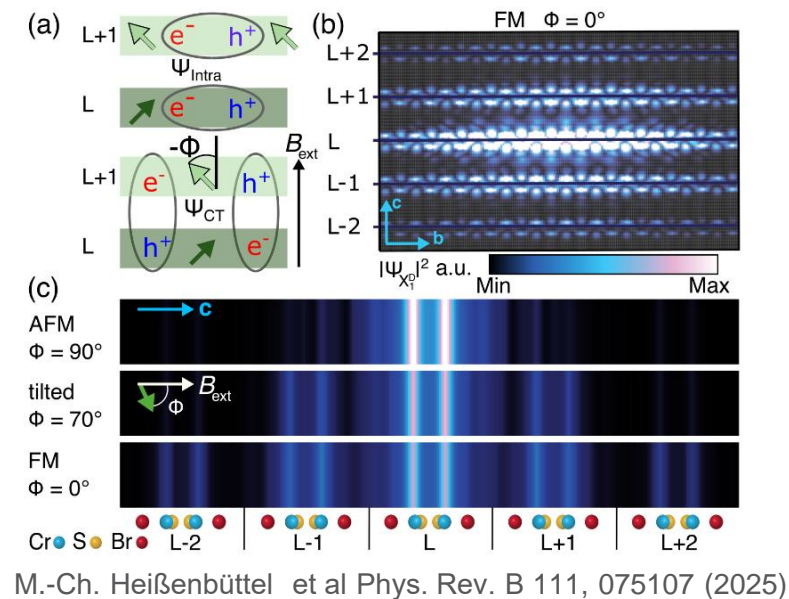 (a)
L+1 e⁻ h⁺
Ψ_Intra
L e⁻ h⁺
-Φ B_ext
L+1 e⁻ h⁺
Ψ_CT
L h⁺ e⁻
(b) FM Φ = 0°
L+2
L+1
L
L-1
L-2
c
b
|Ψ_X₁ᴰ|² a.u.
Min Max
(c)
AFM
Φ = 90°
c
tilted
Φ = 70°
B_ext
Φ
FM
Φ = 0°
Cr S Br L-2 L-1 L L+1 L+2
M.-Ch. Heißenbüttel et al Phys. Rev. B 111, 075107 (2025)